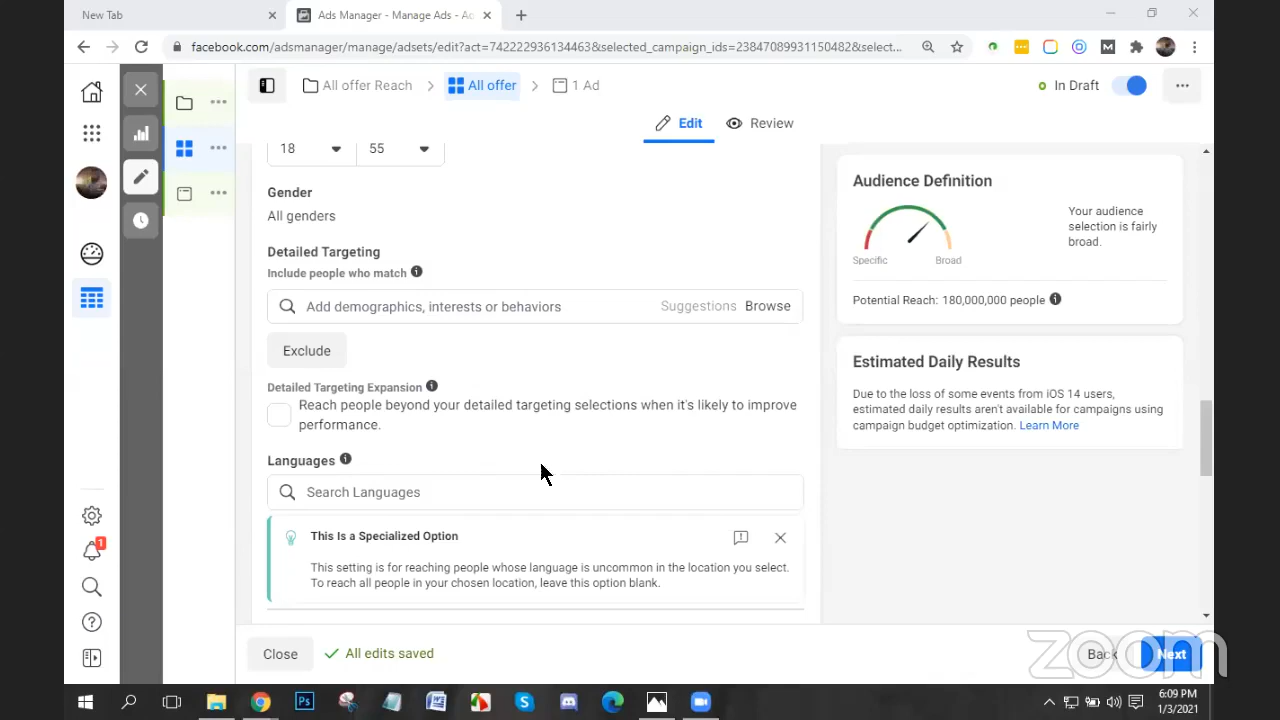 New Tab
Ads Manager - Manage Ads - Ac
facebook.com/adsmanager/manage/adsets/edit?act=742222936134463&selected_campaign_ids=23847089931150482&select...
All offer Reach
All offer
1 Ad
In Draft
Edit
Review
18
55
Gender
All genders
Detailed Targeting
Include people who match
Add demographics, interests or behaviors
Suggestions
Browse
Exclude
Detailed Targeting Expansion
Reach people beyond your detailed targeting selections when it's likely to improve
performance.
Languages
Search Languages
This Is a Specialized Option
This setting is for reaching people whose language is uncommon in the location you select.
To reach all people in your chosen location, leave this option blank.
Audience Definition
Specific
Broad
Your audience
selection is fairly
broad.
Potential Reach: 180,000,000 people
Estimated Daily Results
Due to the loss of some events from iOS 14 users,
estimated daily results aren't available for campaigns using
campaign budget optimization. Learn More
1
Close
All edits saved
Back
Next
zoom
Ps
6:09 PM
1/3/2021